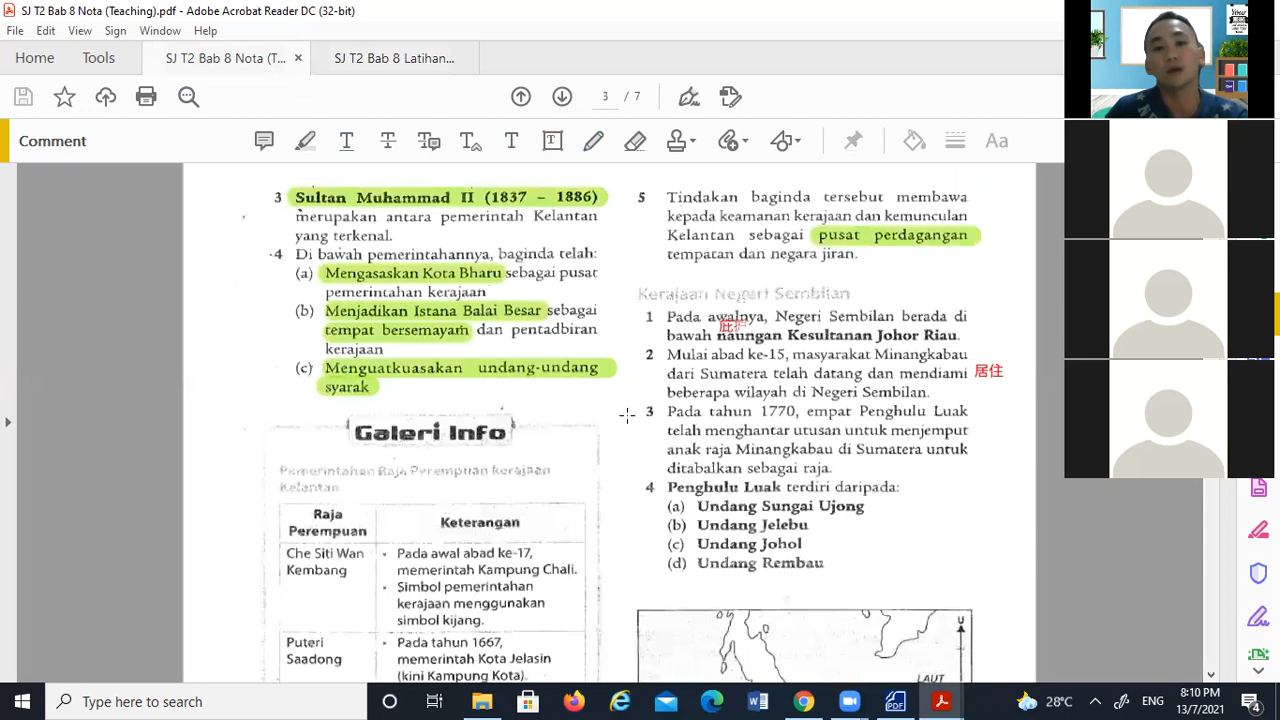 SJ T2 Bab 8 Nota (Teaching).pdf - Adobe Acrobat Reader DC (32-bit)
File Edit View Sign Window Help
Home Tools SJ T2 Bab 8 Nota (T... × SJ T2 Bab 8 Latihan...
3 / 7
Comment
3 Sultan Muhammad II (1837 – 1886)
merupakan antara pemerintah Kelantan
yang terkenal.
4 Di bawah pemerintahannya, baginda telah:
(a) Mengasaskan Kota Bharu sebagai pusat
pemerintahan kerajaan
(b) Menjadikan Istana Balai Besar sebagai
tempat bersemayam dan pentadbiran
kerajaan
(c) Menguatkuasakan undang-undang
syarak
Galeri Info
Pemerintahan Raja Perempuan Kerajaan
Kelantan
Raja
Perempuan
Keterangan
Che Siti Wan
Kembang
• Pada awal abad ke-17,
memerintah Kampung Chali.
• Simbol pemerintahan
kerajaan menggunakan
simbol kijang.
Puteri
Saadong
• Pada tahun 1667,
memerintah Kota Jelasin
(kini Kampung Kota).
5 Tindakan baginda tersebut membawa
kepada keamanan kerajaan dan kemunculan
Kelantan sebagai pusat perdagangan
tempatan dan negara jiran.
Kerajaan Negeri Sembilan
1 Pada awalnya, Negeri Sembilan berada di
庇护
bawah naungan Kesultanan Johor Riau.
2 Mulai abad ke-15, masyarakat Minangkabau
dari Sumatera telah datang dan mendiami 居住
beberapa wilayah di Negeri Sembilan.
3 Pada tahun 1770, empat Penghulu Luak
telah menghantar utusan untuk menjemput
anak raja Minangkabau di Sumatera untuk
ditabalkan sebagai raja.
4 Penghulu Luak terdiri daripada:
(a) Undang Sungai Ujong
(b) Undang Jelebu
(c) Undang Johol
(d) Undang Rembau
U
LAUT
Type here to search
28°C ENG
8:10 PM
13/7/2021
4